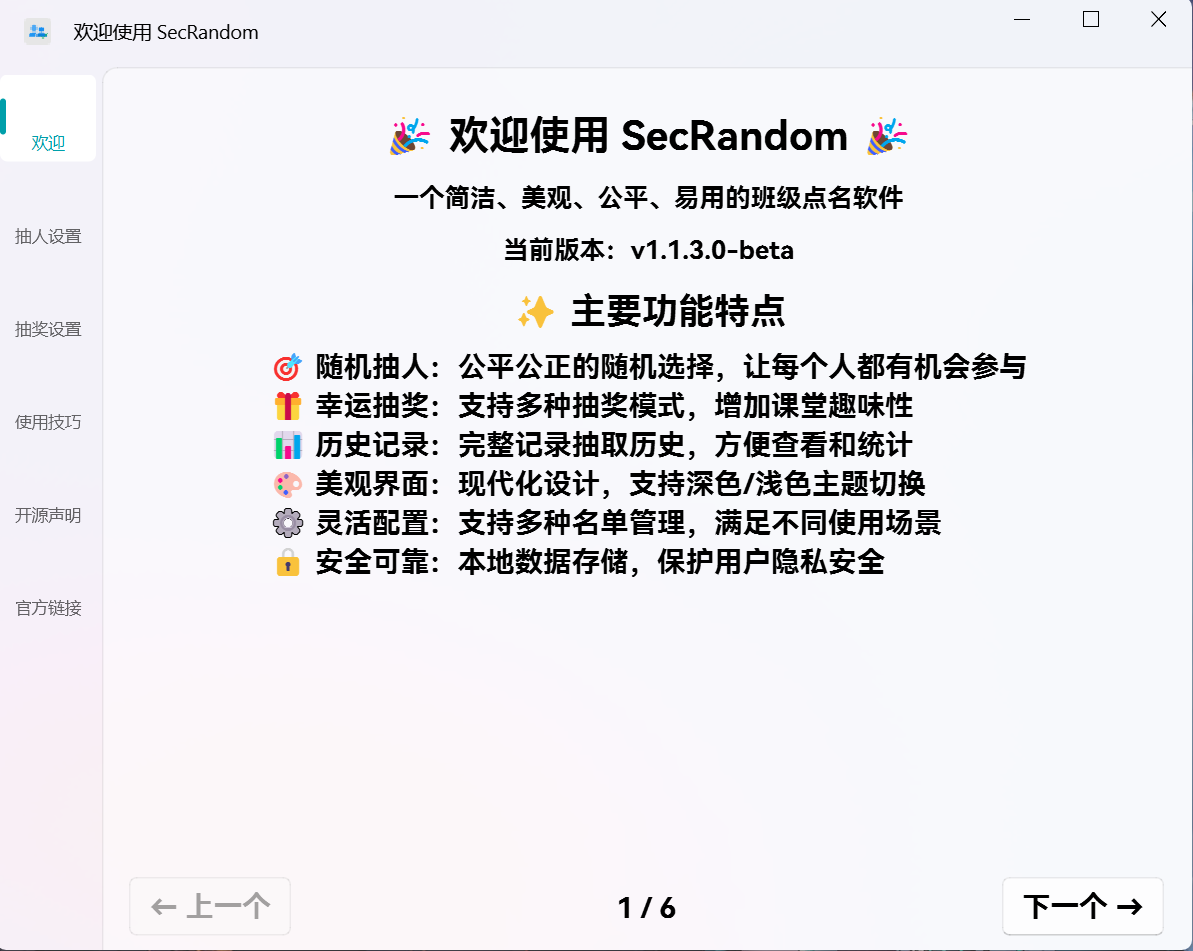 欢迎使用 SecRandom
欢迎
抽人设置
抽奖设置
使用技巧
开源声明
官方链接
🎉 欢迎使用 SecRandom 🎉
一个简洁、美观、公平、易用的班级点名软件
当前版本：v1.1.3.0-beta
✨ 主要功能特点
🎯 随机抽人：公平公正的随机选择，让每个人都有机会参与
🎁 幸运抽奖：支持多种抽奖模式，增加课堂趣味性
📊 历史记录：完整记录抽取历史，方便查看和统计
🎨 美观界面：现代化设计，支持深色/浅色主题切换
⚙️ 灵活配置：支持多种名单管理，满足不同使用场景
🔒 安全可靠：本地数据存储，保护用户隐私安全
← 上一个
1 / 6
下一个 →